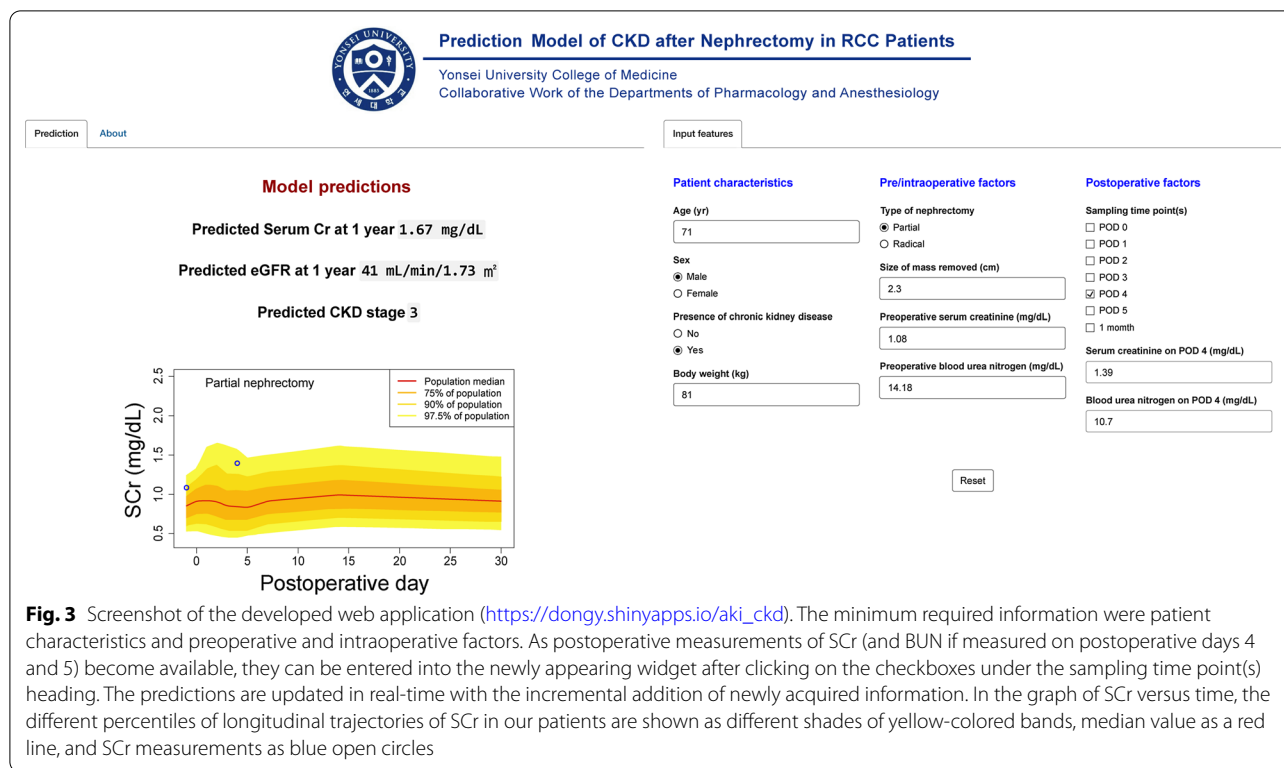 YONSEI UNIVERSITY
1885
연세대학교
Prediction Model of CKD after Nephrectomy in RCC Patients
Yonsei University College of Medicine
Collaborative Work of the Departments of Pharmacology and Anesthesiology
Prediction
About
Model predictions
Predicted Serum Cr at 1 year 1.67 mg/dL
Predicted eGFR at 1 year 41 mL/min/1.73 m²
Predicted CKD stage 3
Partial nephrectomy
Population median
75% of population
90% of population
97.5% of population
SCr (mg/dL)
2.5
2.0
1.5
1.0
0.5
0 5 10 15 20 25 30
Postoperative day
Input features
Patient characteristics
Age (yr)
71
Sex
Male
Female
Presence of chronic kidney disease
No
Yes
Body weight (kg)
81
Pre/intraoperative factors
Type of nephrectomy
Partial
Radical
Size of mass removed (cm)
2.3
Preoperative serum creatinine (mg/dL)
1.08
Preoperative blood urea nitrogen (mg/dL)
14.18
Postoperative factors
Sampling time point(s)
POD 0
POD 1
POD 2
POD 3
POD 4
POD 5
1 momth
Serum creatinine on POD 4 (mg/dL)
1.39
Blood urea nitrogen on POD 4 (mg/dL)
10.7
Reset
Fig. 3 Screenshot of the developed web application (https://dongy.shinyapps.io/aki_ckd). The minimum required information were patient
characteristics and preoperative and intraoperative factors. As postoperative measurements of SCr (and BUN if measured on postoperative days 4
and 5) become available, they can be entered into the newly appearing widget after clicking on the checkboxes under the sampling time point(s)
heading. The predictions are updated in real-time with the incremental addition of newly acquired information. In the graph of SCr versus time, the
different percentiles of longitudinal trajectories of SCr in our patients are shown as different shades of yellow-colored bands, median value as a red
line, and SCr measurements as blue open circles